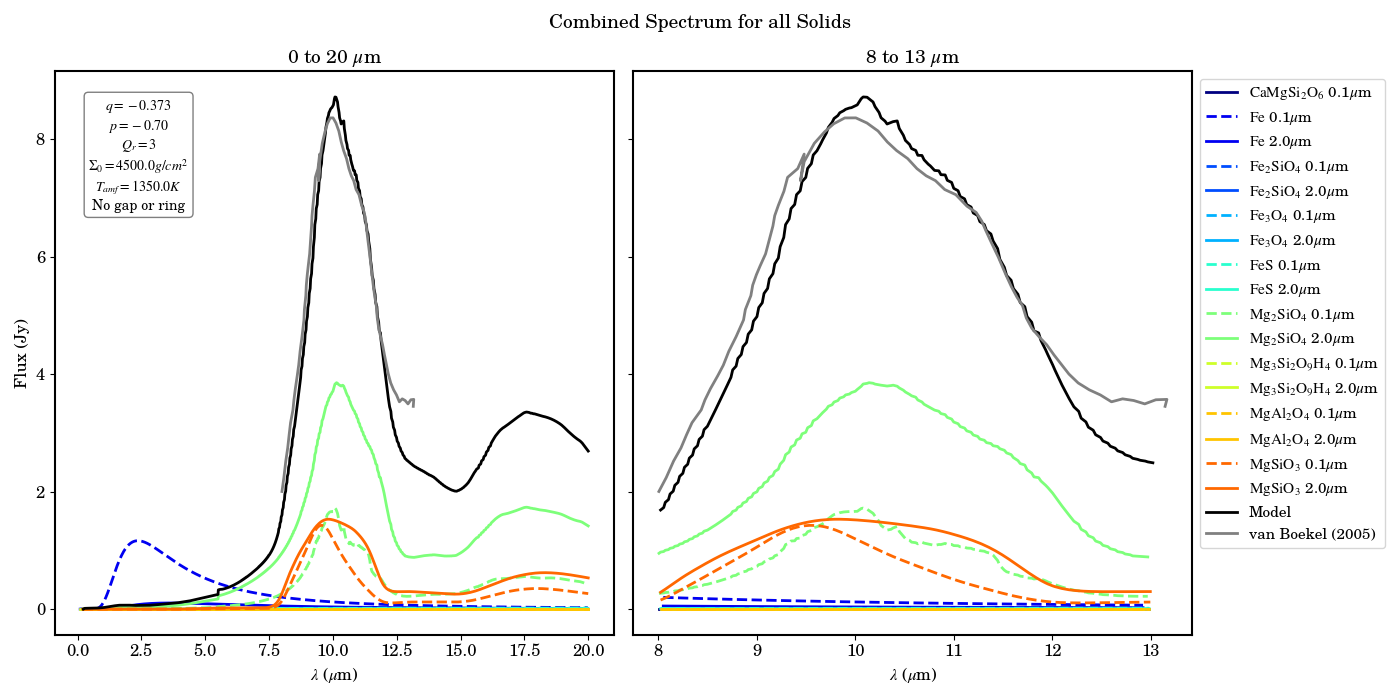 Combined Spectrum for all Solids
0 to 20 μm
8 to 13 μm
q = −0.373
p = −0.70
Qᵣ = 3
Σ₀ = 4500.0g/cm²
T_amf = 1350.0K
No gap or ring
Flux (Jy)
8
6
4
2
0
0.0 2.5 5.0 7.5 10.0 12.5 15.0 17.5 20.0
λ (μm)
8 9 10 11 12 13
λ (μm)
CaMgSi₂O₆ 0.1μm
Fe 0.1μm
Fe 2.0μm
Fe₂SiO₄ 0.1μm
Fe₂SiO₄ 2.0μm
Fe₃O₄ 0.1μm
Fe₃O₄ 2.0μm
FeS 0.1μm
FeS 2.0μm
Mg₂SiO₄ 0.1μm
Mg₂SiO₄ 2.0μm
Mg₃Si₂O₉H₄ 0.1μm
Mg₃Si₂O₉H₄ 2.0μm
MgAl₂O₄ 0.1μm
MgAl₂O₄ 2.0μm
MgSiO₃ 0.1μm
MgSiO₃ 2.0μm
Model
van Boekel (2005)